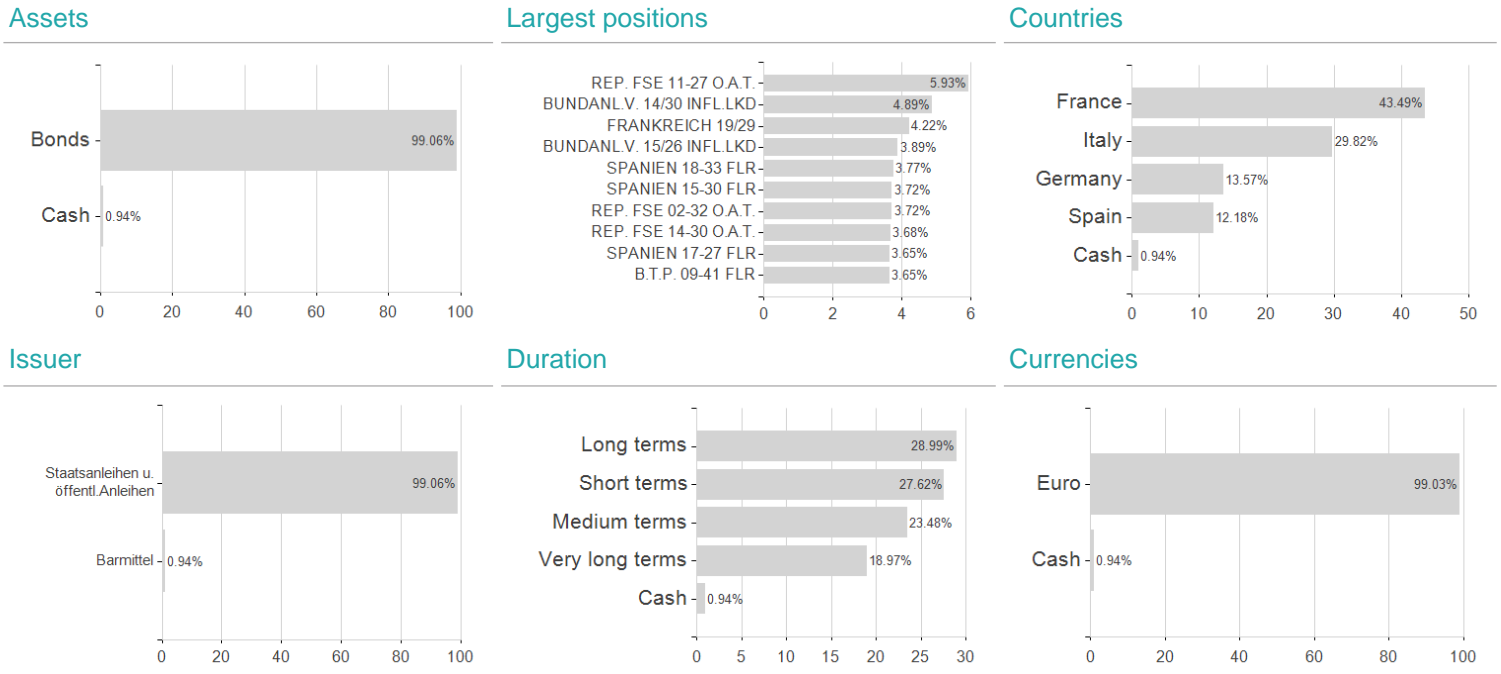 Assets
Bonds
99.06%
Cash
0.94%
0 20 40 60 80 100
Largest positions
REP. FSE 11-27 O.A.T. 5.93%
BUNDANL.V. 14/30 INFL.LKD 4.89%
FRANKREICH 19/29 4.22%
BUNDANL.V. 15/26 INFL.LKD 3.89%
SPANIEN 18-33 FLR 3.77%
SPANIEN 15-30 FLR 3.72%
REP. FSE 02-32 O.A.T. 3.72%
REP. FSE 14-30 O.A.T. 3.68%
SPANIEN 17-27 FLR 3.65%
B.T.P. 09-41 FLR 3.65%
0 2 4 6
Countries
France 43.49%
Italy 29.82%
Germany 13.57%
Spain 12.18%
Cash 0.94%
0 10 20 30 40 50
Issuer
Staatsanleihen u.
öffentl.Anleihen
99.06%
Barmittel 0.94%
0 20 40 60 80 100
Duration
Long terms 28.99%
Short terms 27.62%
Medium terms 23.48%
Very long terms 18.97%
Cash 0.94%
0 5 10 15 20 25 30
Currencies
Euro 99.03%
Cash 0.94%
0 20 40 60 80 100